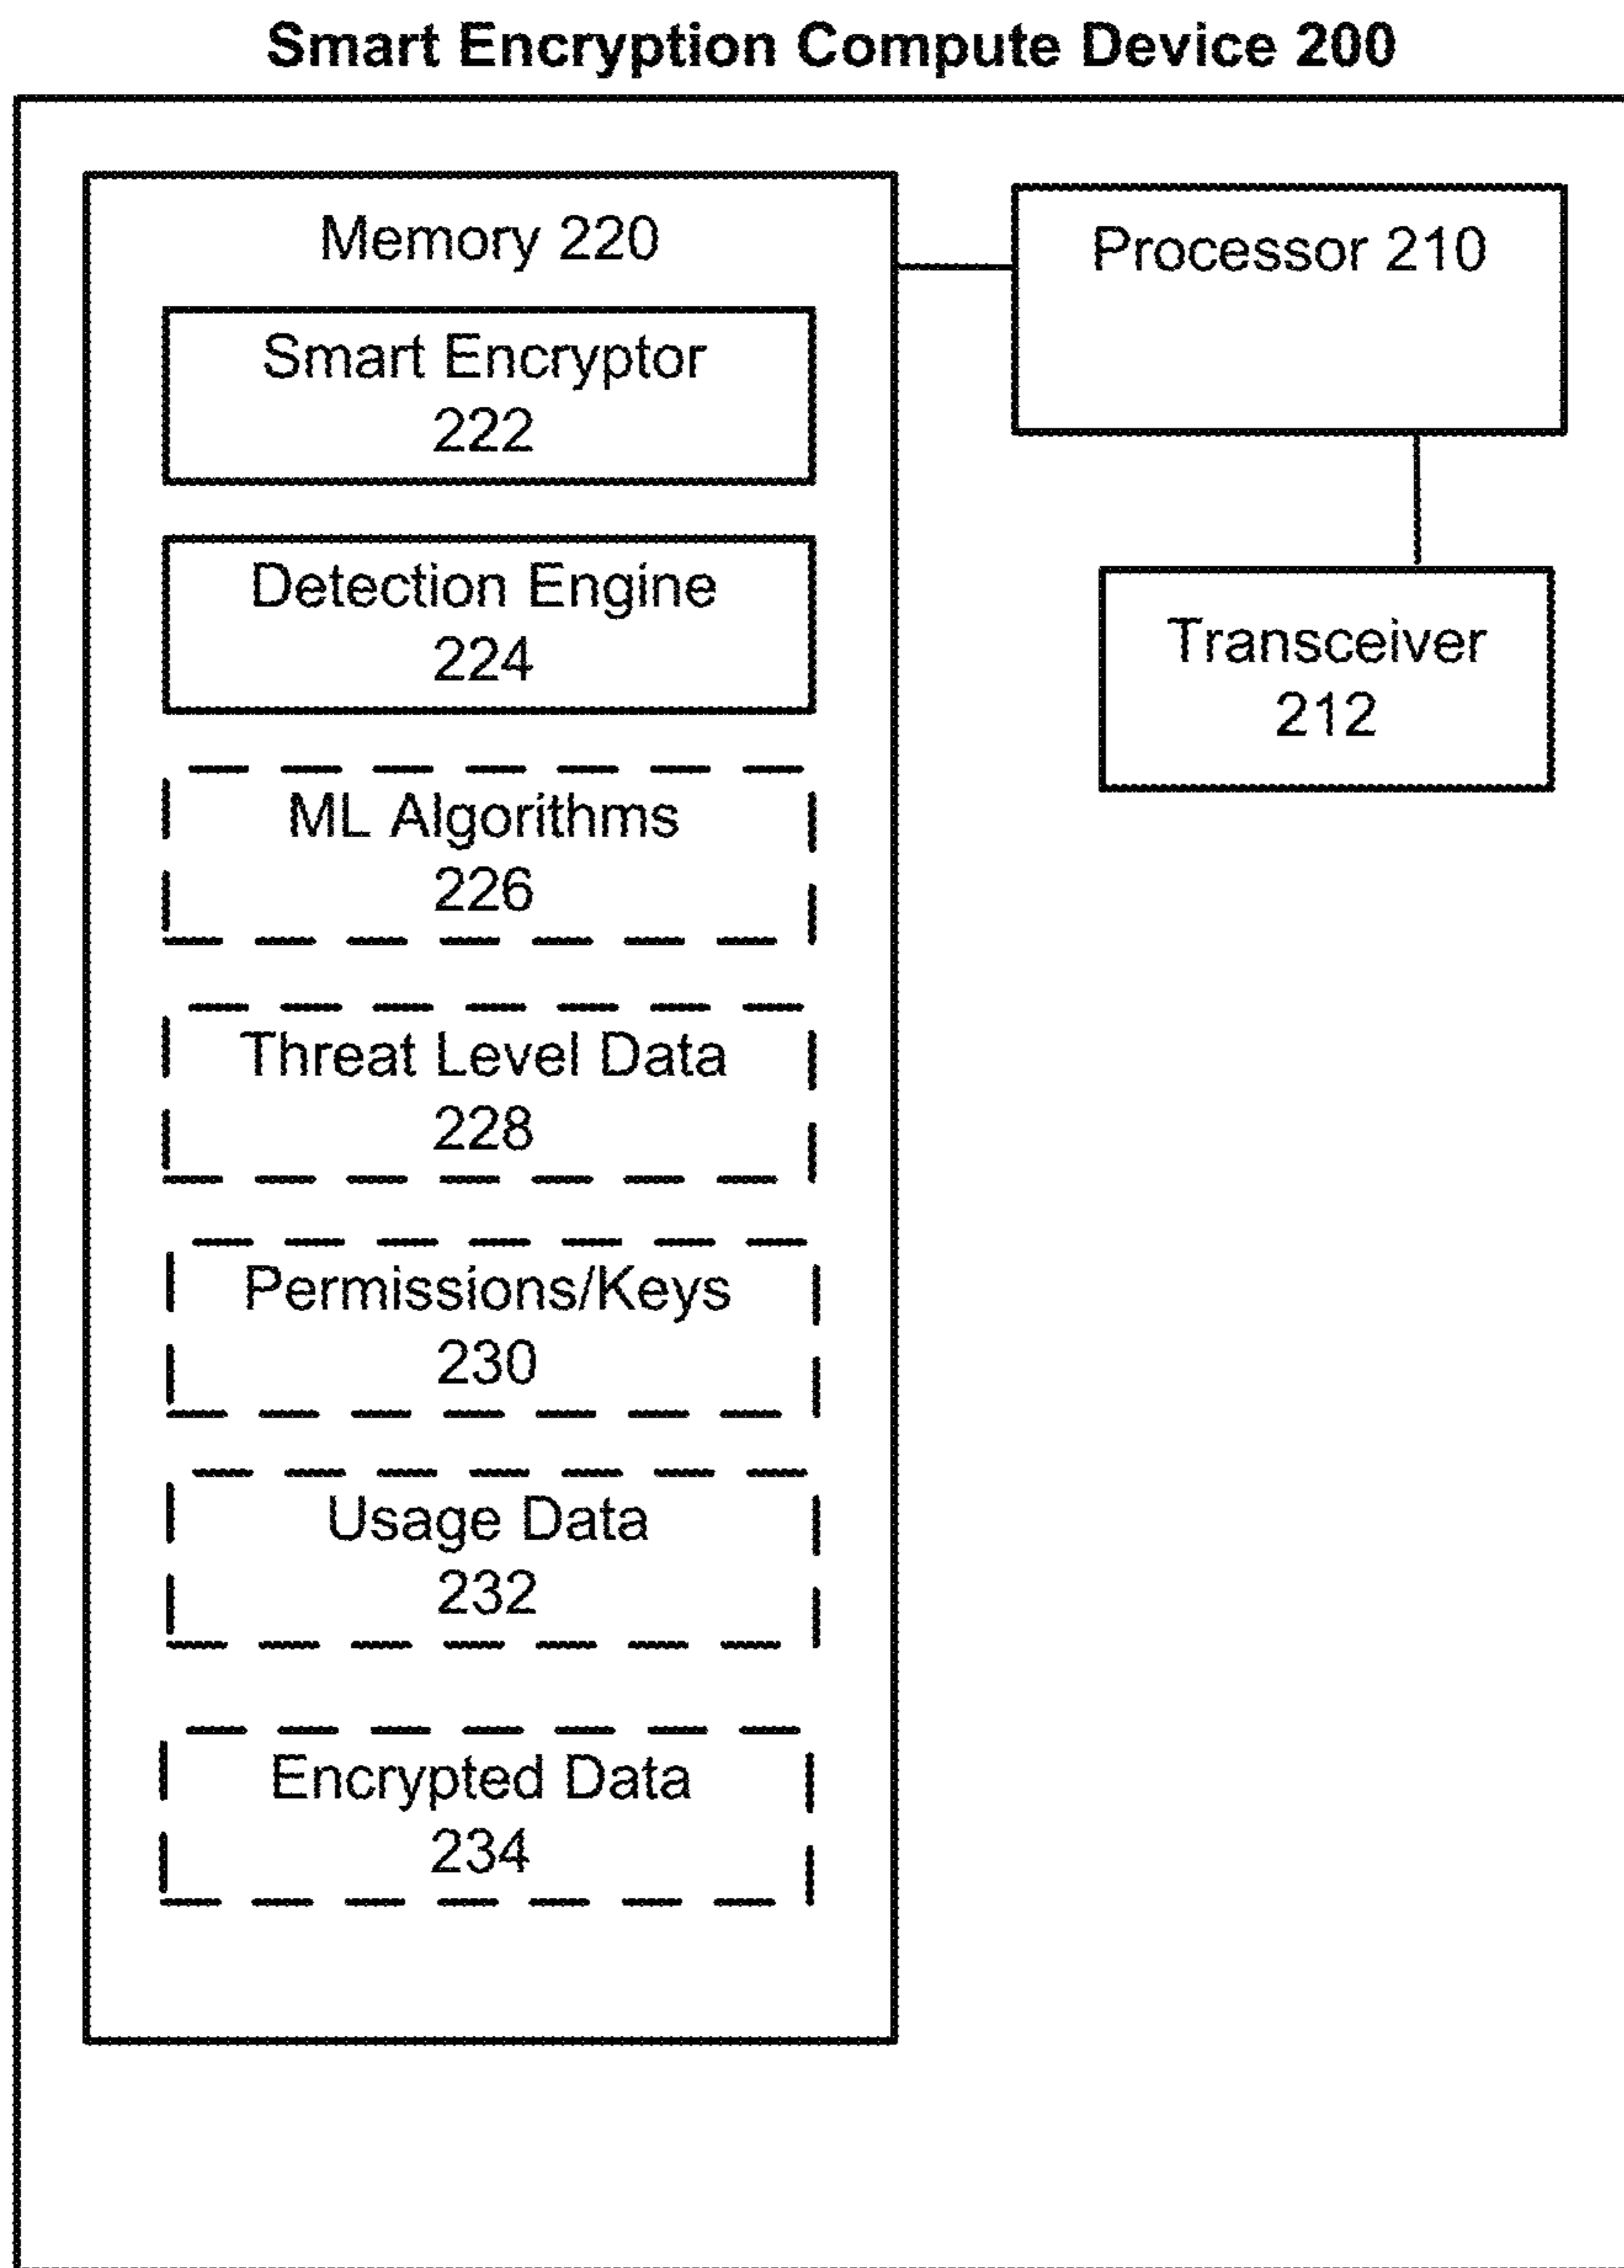 Smart Encryption Compute Device 200
Memory 220
Smart Encryptor
222
Detection Engine
224
ML Algorithms
226
Threat Level Data
228
Permissions/Keys
230
Usage Data
232
Encrypted Data
234
Processor 210
Transceiver
212